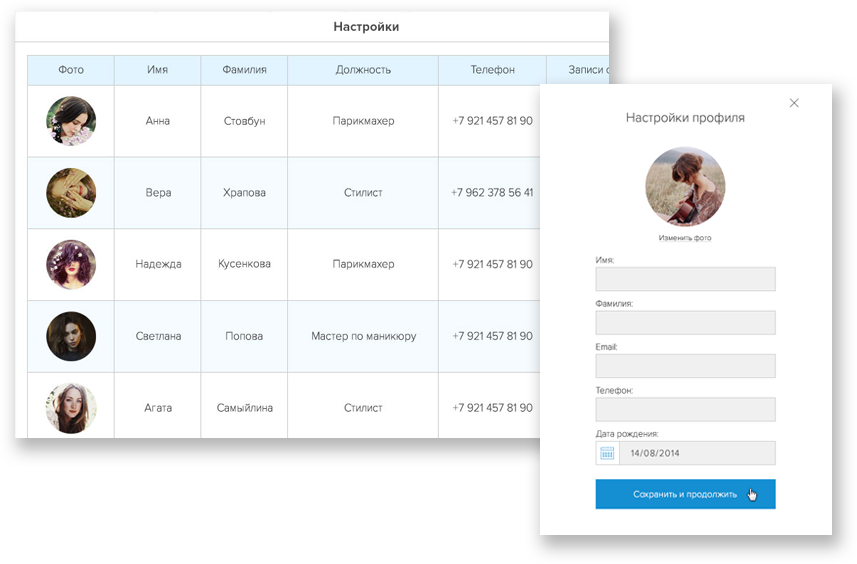 Настройки
Фото Имя Фамилия Должность Телефон Записи
Анна Стовбун Парикмахер +7 921 457 81 90
Вера Храпова Стилист +7 962 378 56 41
Надежда Кусенкова Парикмахер +7 921 457 81 90
Светлана Попова Мастер по маникюру +7 921 457 81 90
Агата Самыйлина Стилист +7 921 457 81 90
Настройки профиля
Изменить фото
Имя:
Фамилия:
Email:
Телефон:
Дата рождения:
14/08/2014
Сохранить и продолжить